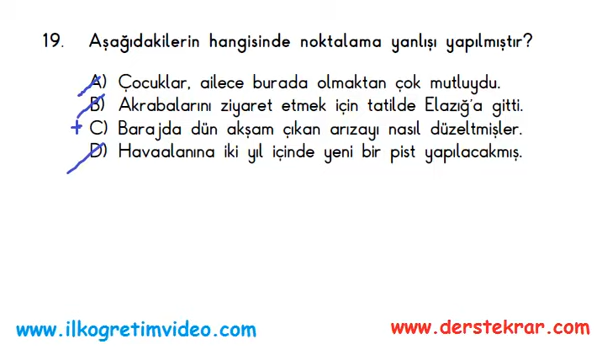 19. Aşağıdakilerin hangisinde noktalama yanlışı yapılmıştır?
A) Çocuklar, ailece burada olmaktan çok mutluydu.
B) Akrabalarını ziyaret etmek için tatilde Elazığ'a gitti.
+ C) Barajda dün akşam çıkan arızayı nasıl düzeltmişler.
D) Havaalanına iki yıl içinde yeni bir pist yapılacakmış.
www.ilkogretimvideo.com
www.derstekrar.com